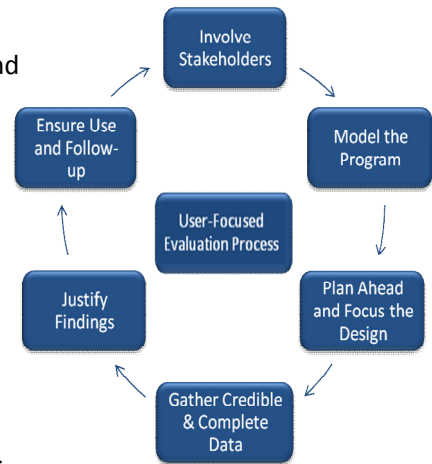 Involve
Stakeholders
nd
Ensure Use
and Follow-
up
Model the
Program
User-Focused
Evaluation Process
Justify
Findings
Plan Ahead
and Focus the
Design
Gather Credible
& Complete
Data
.